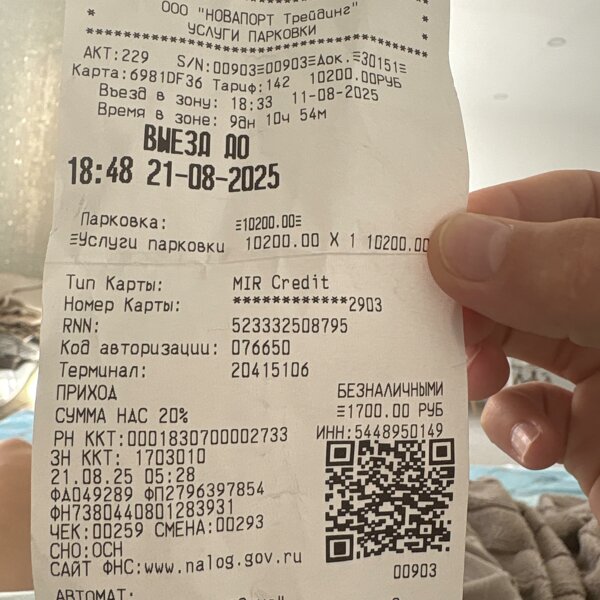 ************************************
ООО "НОВАПОРТ Трейдинг" *
* УСЛУГИ ПАРКОВКИ *
************************************
АКТ:229 S/N:00903≡00903≡Док.≡30151≡
Карта:6981DF36 Тариф:142 10200.00РУБ
Въезд в зону: 18:33 11-08-2025
Время в зоне: 9дн 10ч 54м
ВЫЕЗД ДО
18:48 21-08-2025
Парковка: ≡10200.00≡
≡Услуги парковки 10200.00 X 1 10200.00
Тип Карты: MIR Credit
Номер Карты: ************2903
RNN: 523332508795
Код авторизации: 076650
Терминал: 20415106
ПРИХОД БЕЗНАЛИЧНЫМИ
СУММА НДС 20% ≡1700.00 РУБ
РН ККТ:0001830700002733 ИНН:5448950149
ЗН ККТ: 1703010
21.08.25 05:28
ФД049289 ФП2796397854
ФН7380440801283931
ЧЕК:00259 СМЕНА:00293
СНО:ОСН
САЙТ ФНС:www.nalog.gov.ru
00903
АВТОМАТ: